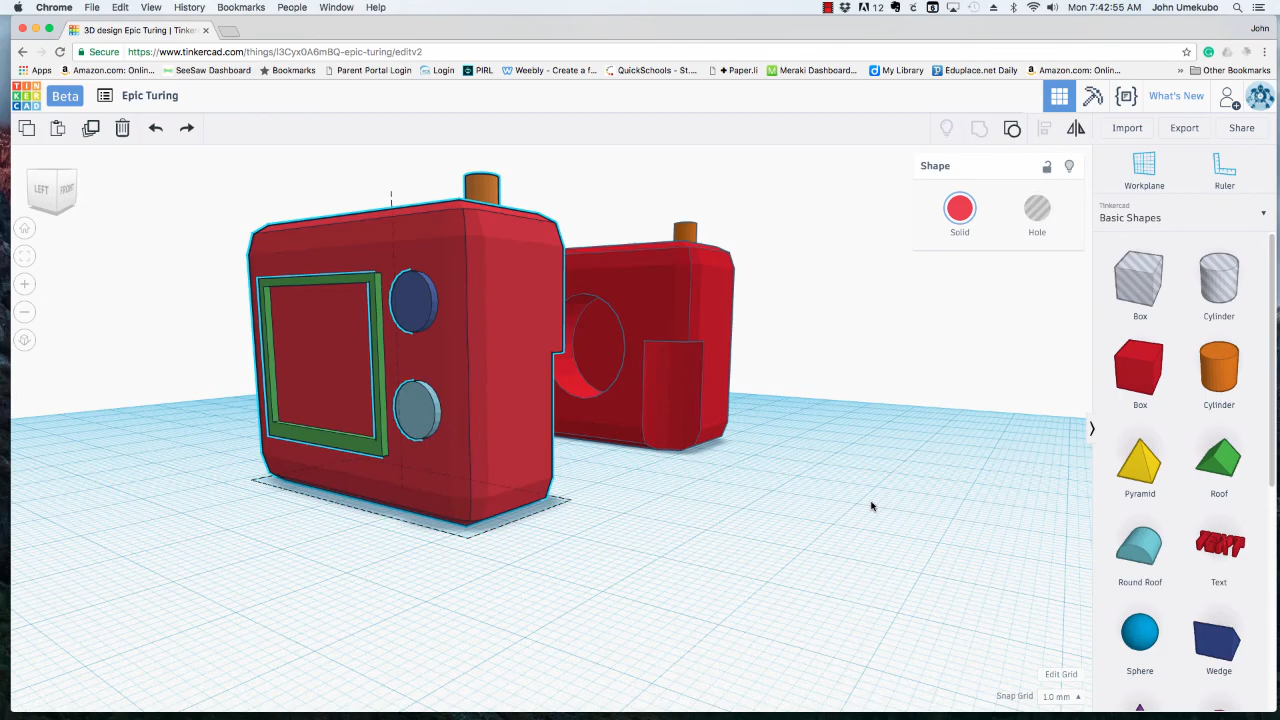 Chrome File Edit View History Bookmarks People Window Help 12 Mon 7:42:55 AM John Umekubo
3D design Epic Turing | Tinker John
Secure https://www.tinkercad.com/things/l3Cyx0A6mBQ-epic-turing/editv2
Apps Amazon.com: Onlin... SeeSaw Dashboard Bookmarks Parent Portal Login Login PIRL Weebly - Create a f... QuickSchools - St.... Paper.li Meraki Dashboard... My Library Eduplace.net Daily Amazon.com: Onlin... » Other Bookmarks
TIN
KER
CAD
Beta Epic Turing What's New
Import Export Share
LEFT FRONT
Shape
Solid Hole
Workplane Ruler
Tinkercad
Basic Shapes
Box Cylinder
Box Cylinder
Pyramid Roof
TEXT
Round Roof Text
Sphere Wedge
Edit Grid
Snap Grid 1.0 mm